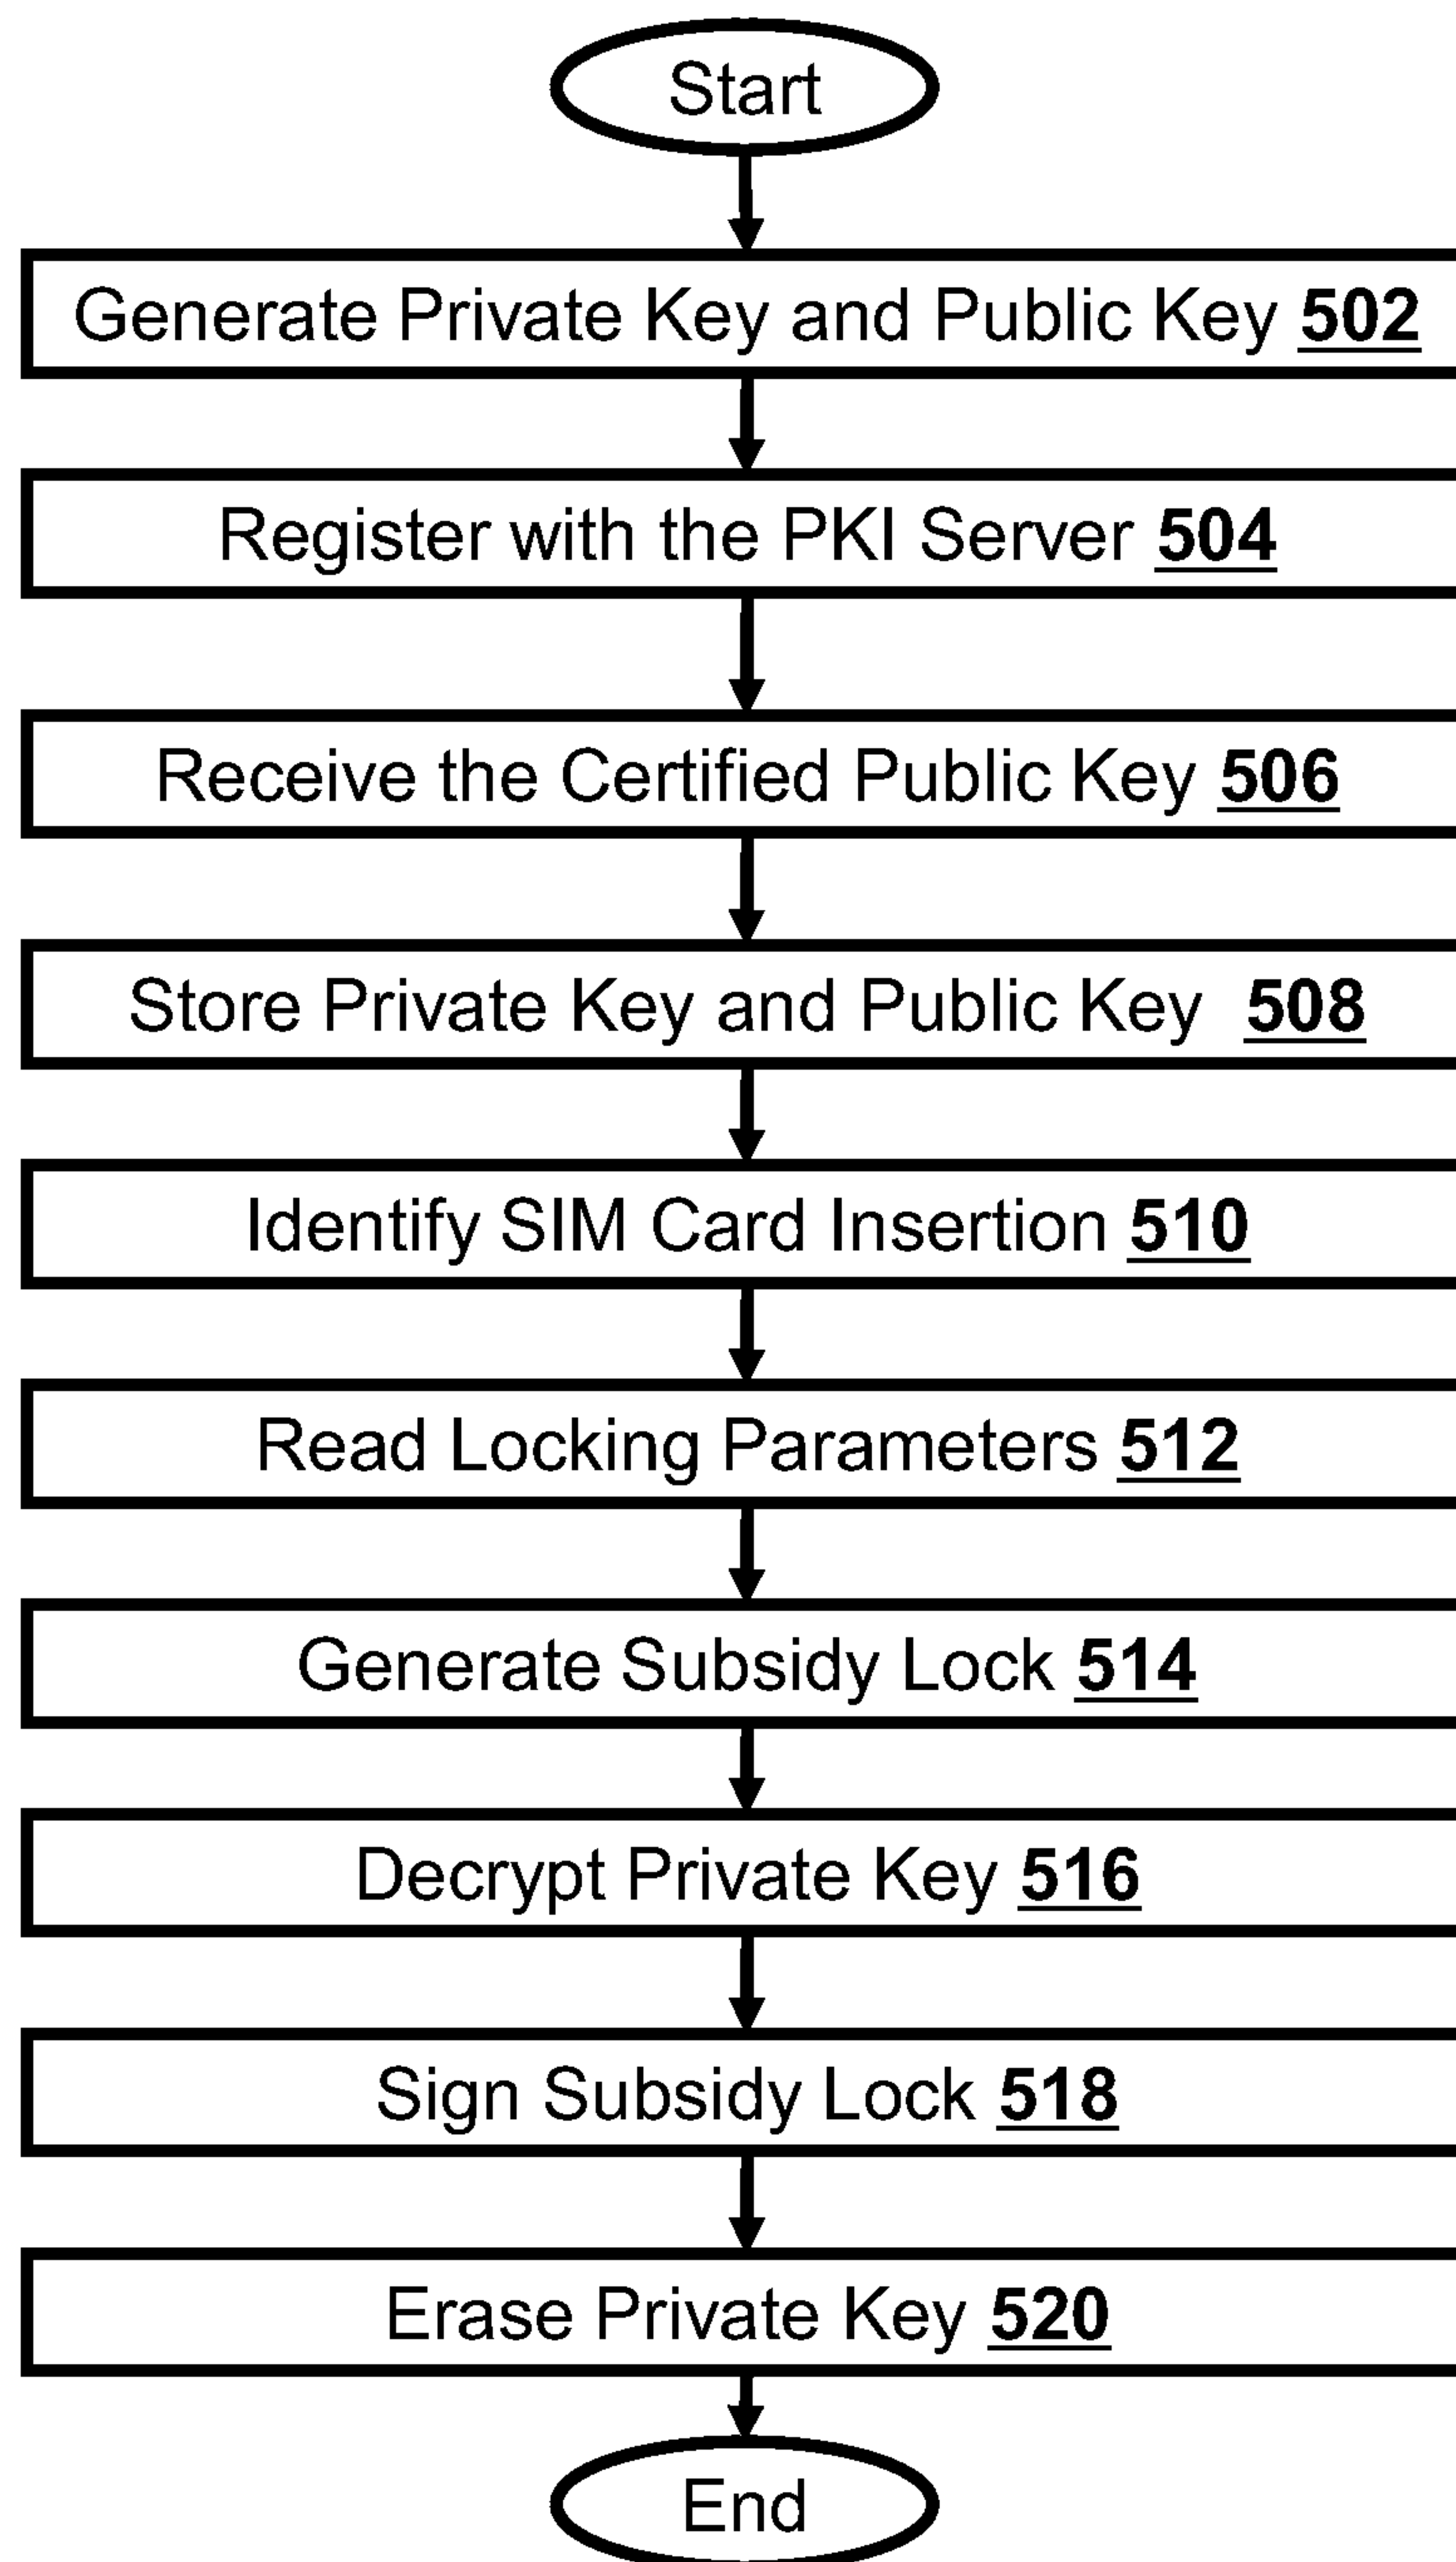 Start
Generate Private Key and Public Key 502
Register with the PKI Server 504
Receive the Certified Public Key 506
Store Private Key and Public Key 508
Identify SIM Card Insertion 510
Read Locking Parameters 512
Generate Subsidy Lock 514
Decrypt Private Key 516
Sign Subsidy Lock 518
Erase Private Key 520
End